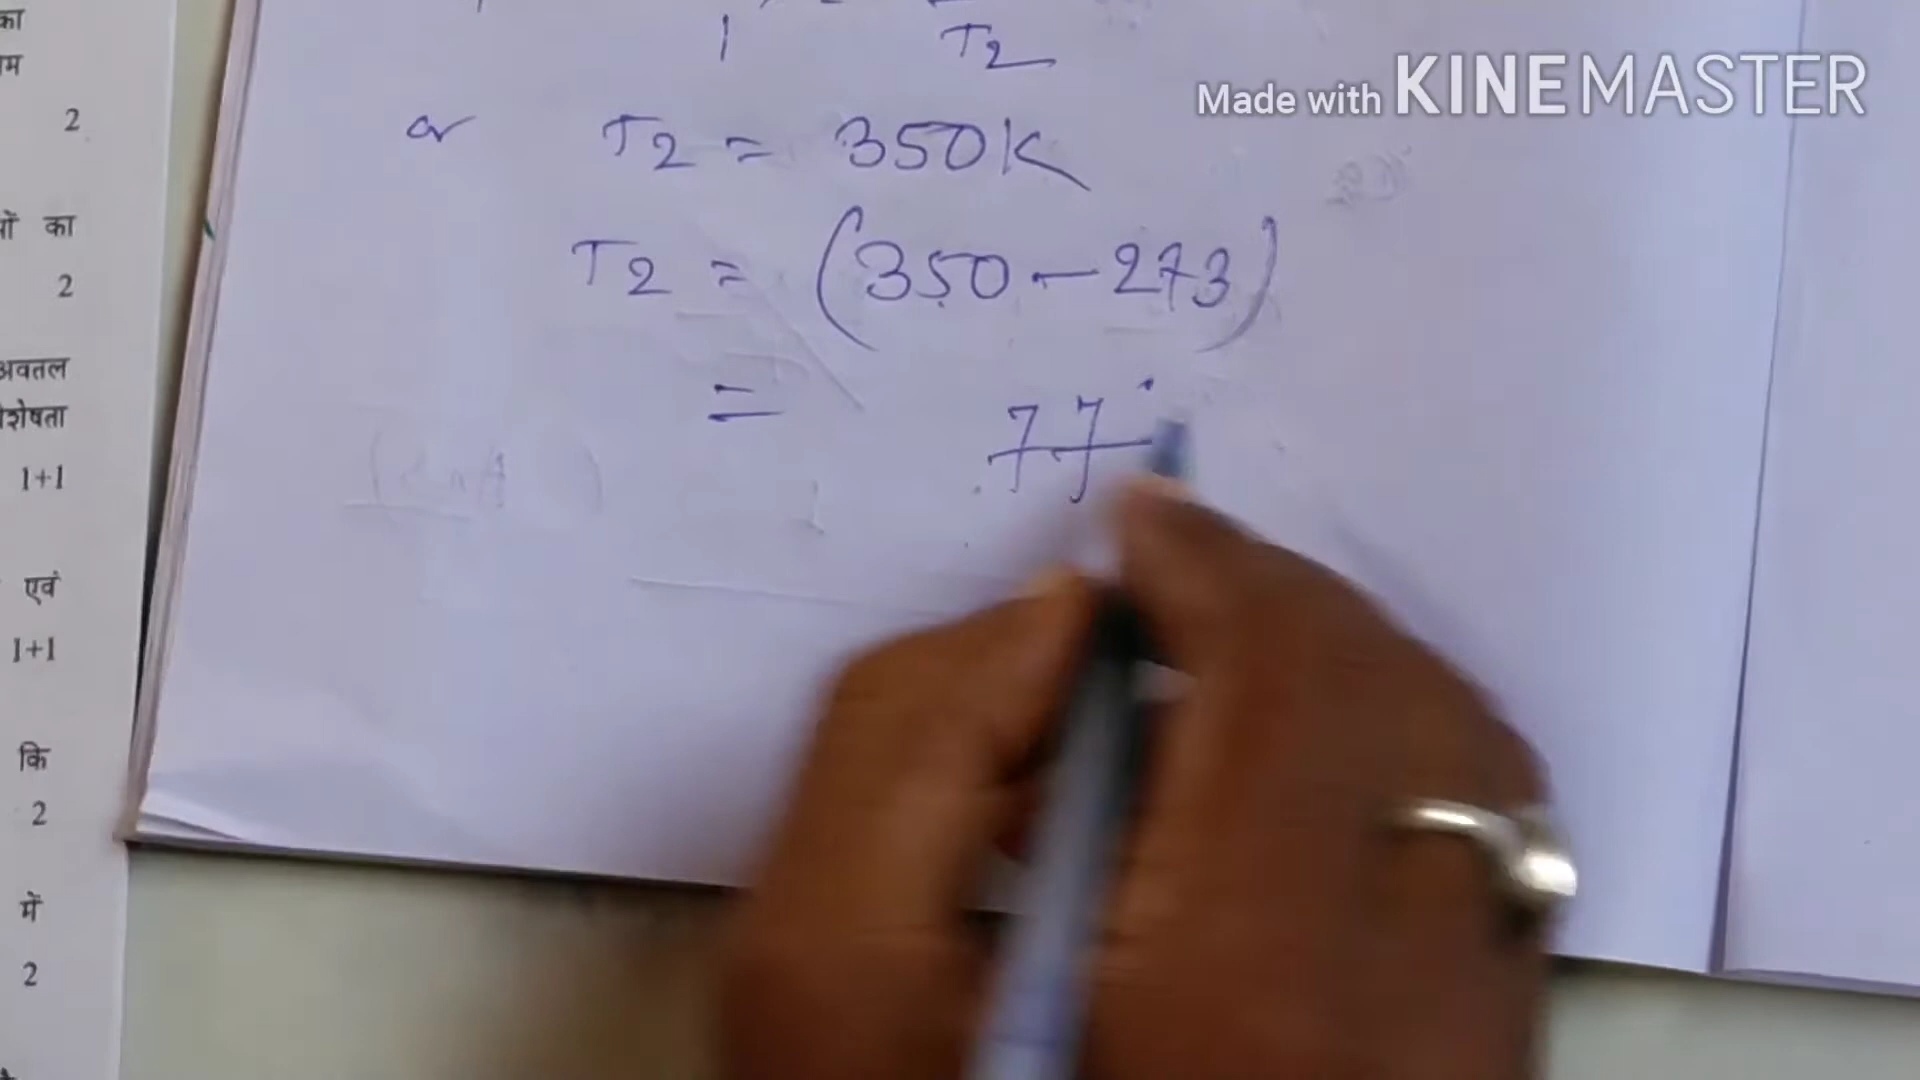 का
2
का
2
अवतल
1+1
एवं
1+1
कि
2
में
2
1
T2
Made with KINEMASTER
or T2 = 350K
T2 = (350-273)
= 77°